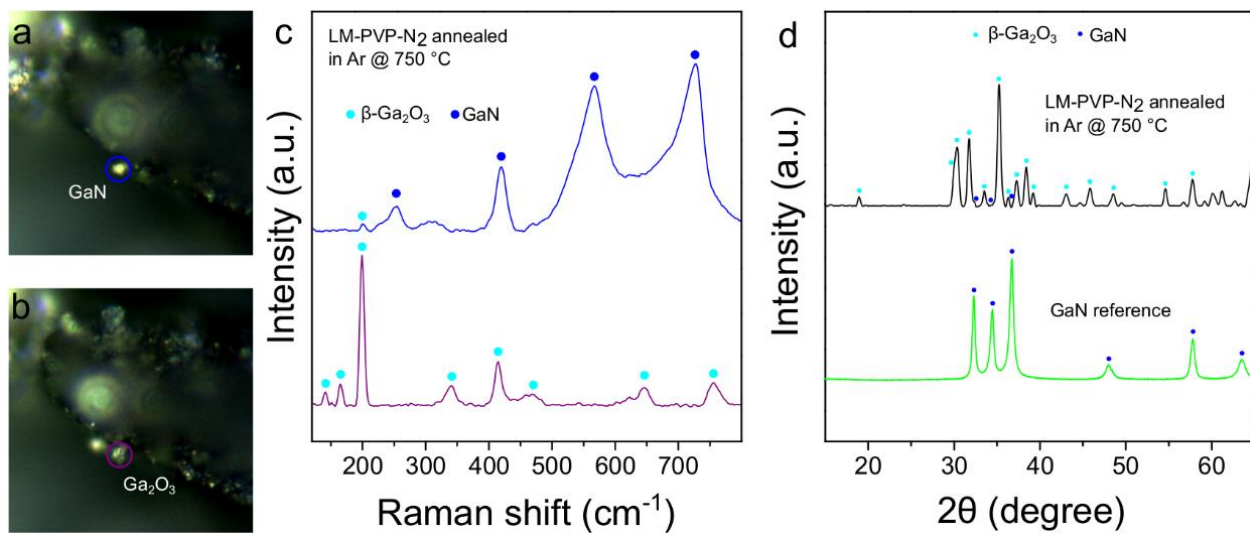 a
GaN
b
Ga₂O₃
c
LM-PVP-N₂ annealed
in Ar @ 750 °C
β-Ga₂O₃ GaN
Intensity (a.u.)
200 300 400 500 600 700
Raman shift (cm⁻¹)
d
β-Ga₂O₃ GaN
LM-PVP-N₂ annealed
in Ar @ 750 °C
GaN reference
Intensity (a.u.)
20 30 40 50 60
2θ (degree)